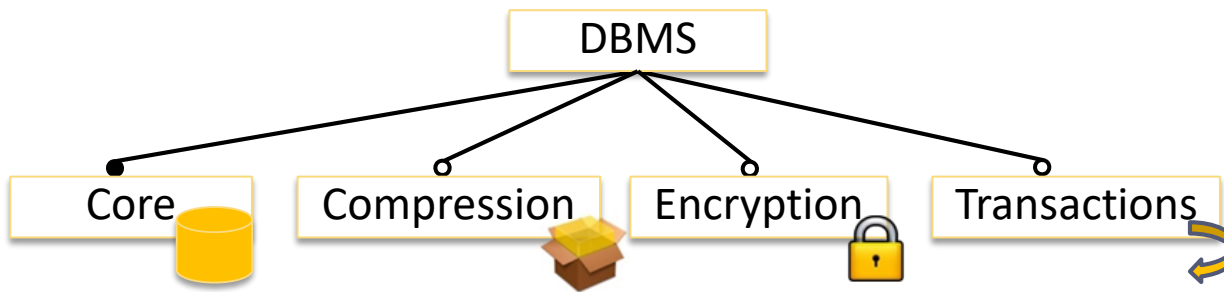 DBMS
Core
Compression
Encryption
Transactions